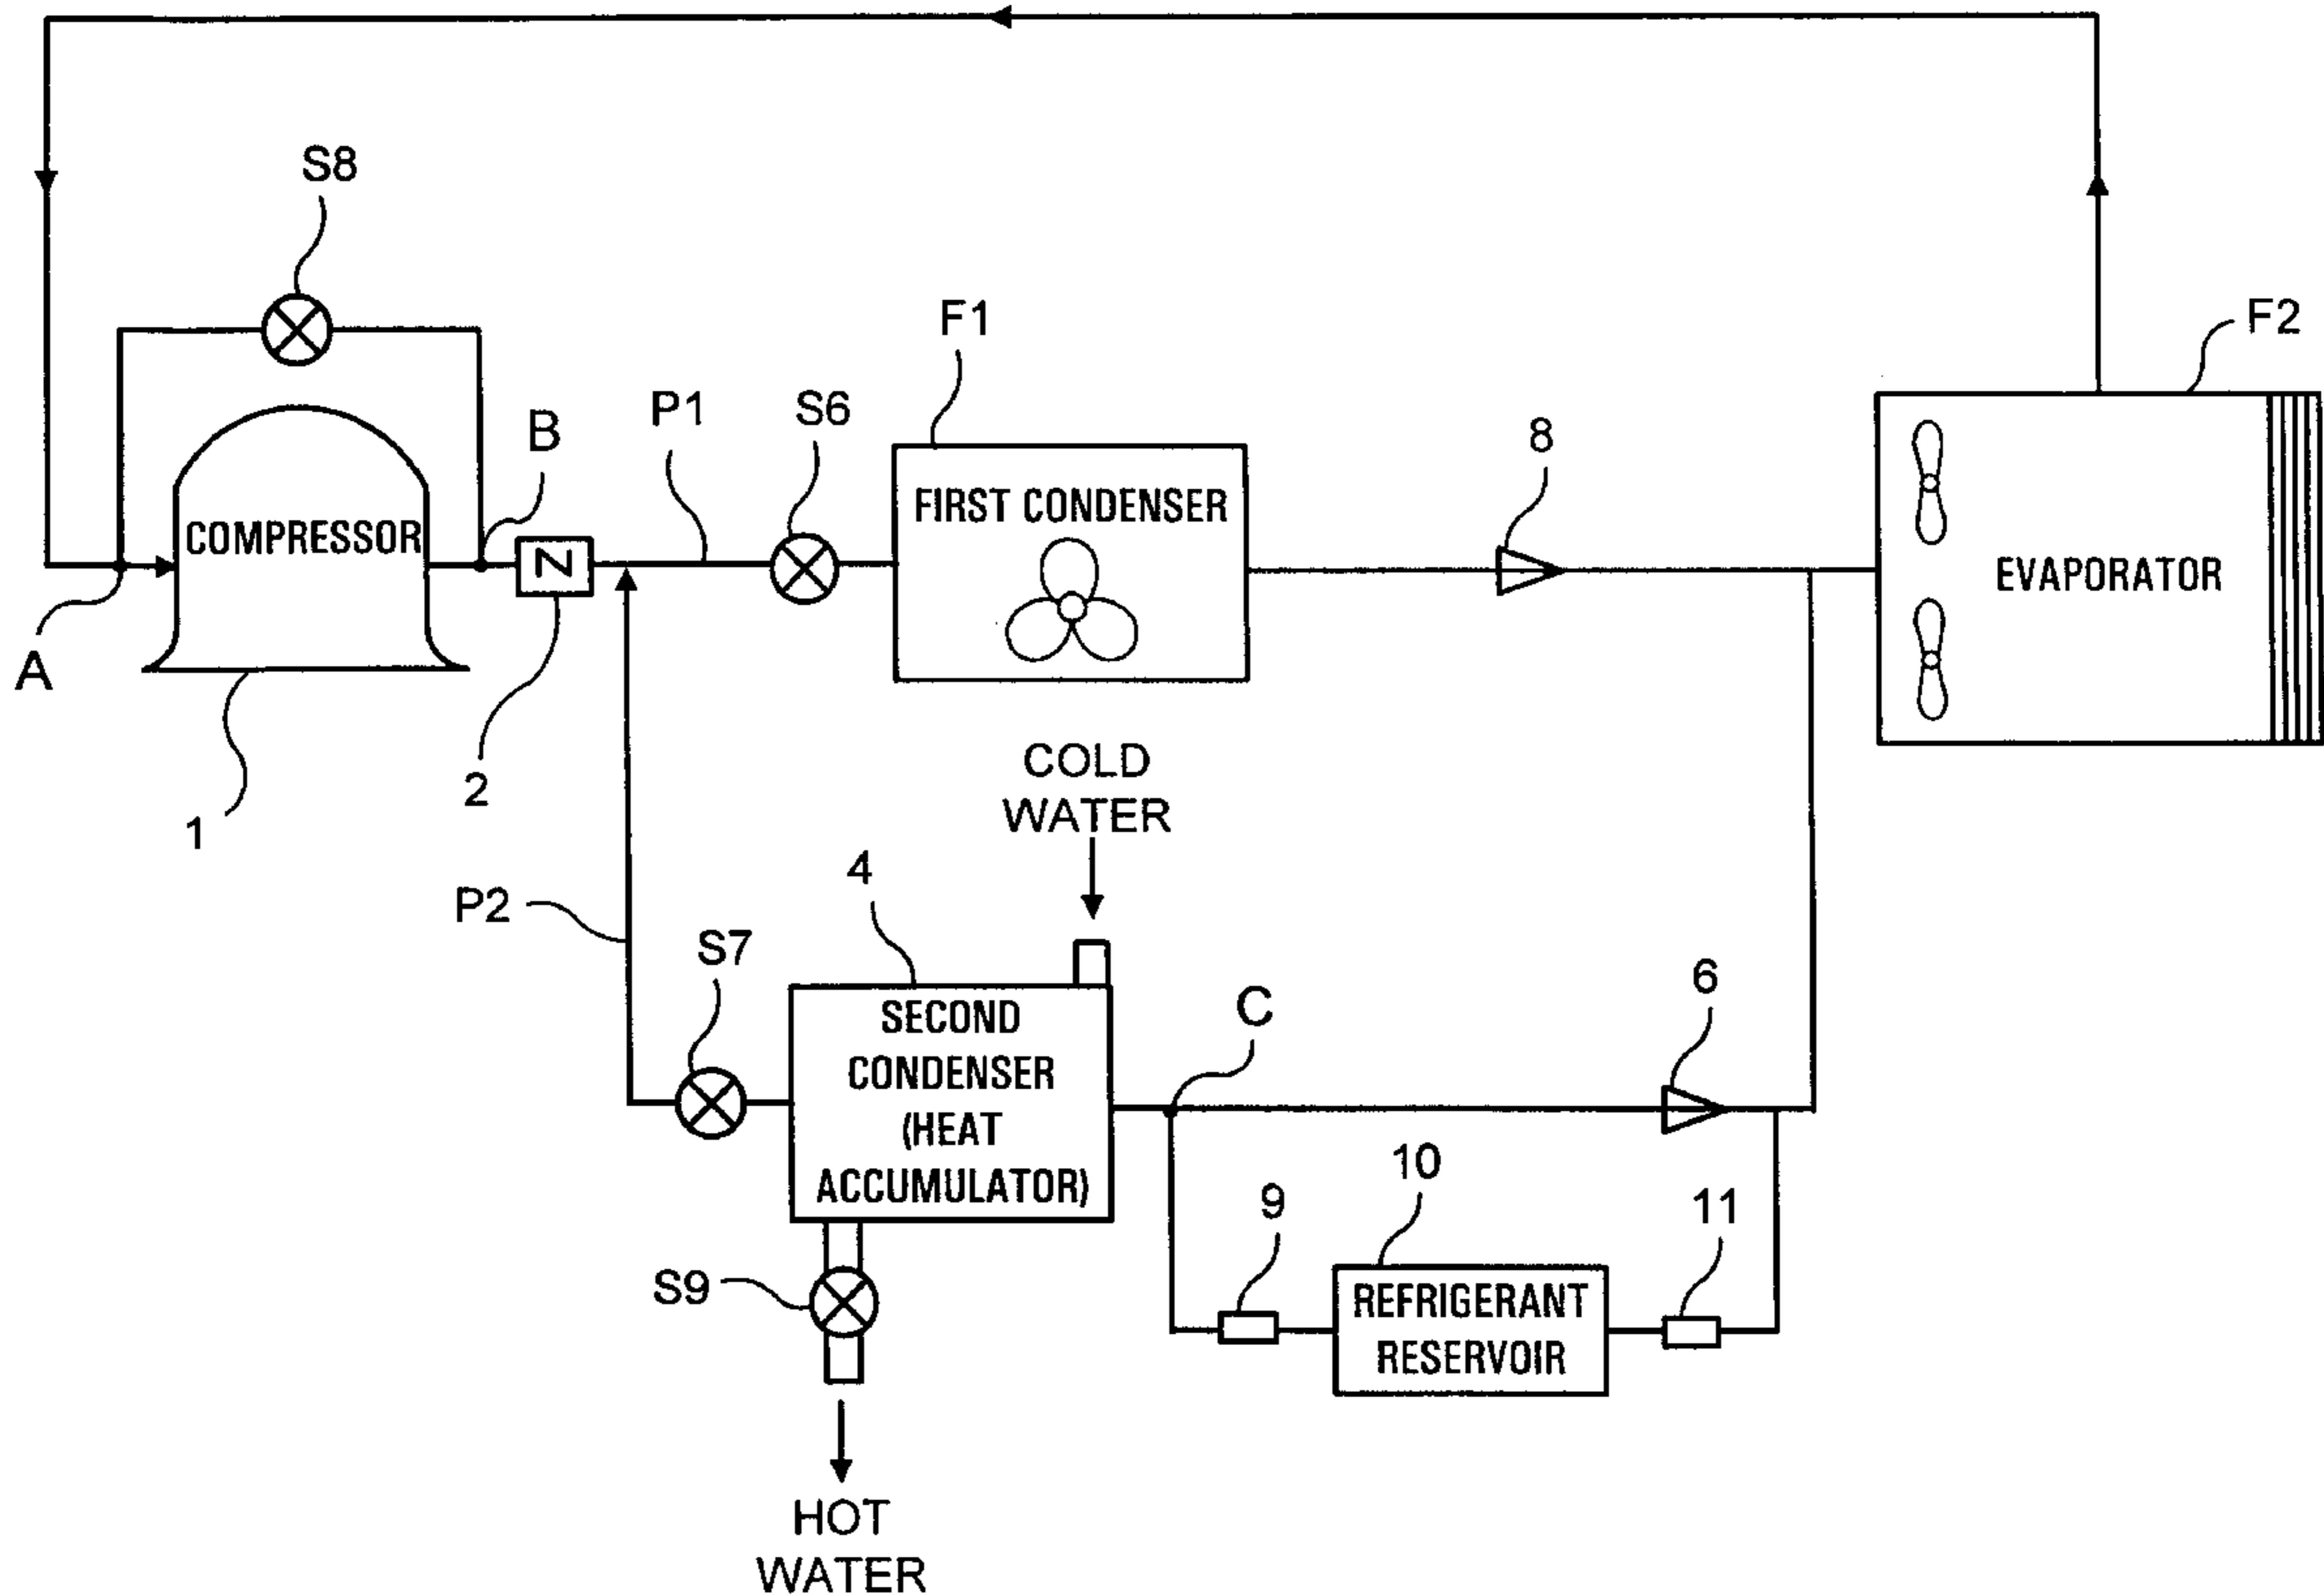 S8
F1
F2
B
P1
S6
8
COMPRESSOR
N
FIRST CONDENSER
EVAPORATOR
A
2
1
COLD
WATER
4
P2
S7
6
C
SECOND
CONDENSER
(HEAT
ACCUMULATOR)
10
9
11
S9
REFRIGERANT
RESERVOIR
HOT
WATER